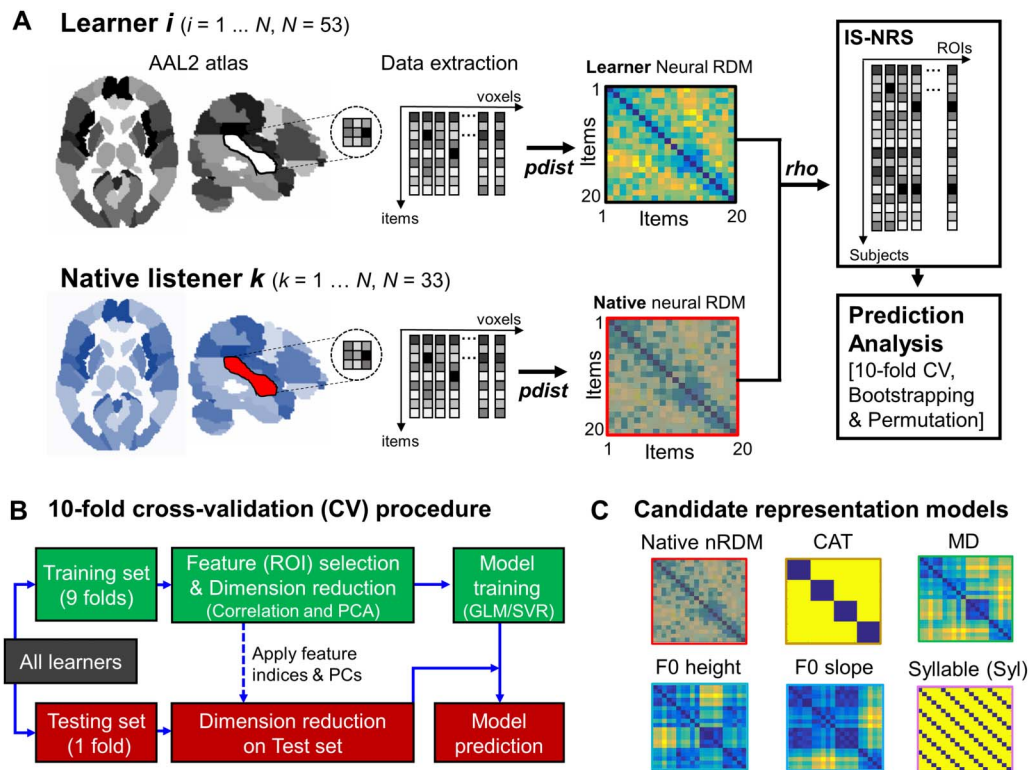 A
Learner i (i = 1 ... N, N = 53)
AAL2 atlas
Data extraction
voxels
...
...
items
pdist
Learner Neural RDM
1
Items
20
1
20
Items
rho
IS-NRS
ROIs
...
...
Subjects
Native listener k (k = 1 ... N, N = 33)
voxels
...
...
items
pdist
Native neural RDM
1
Items
20
1
20
Items
Prediction
Analysis
[10-fold CV,
Bootstrapping
& Permutation]
B 10-fold cross-validation (CV) procedure
Training set
(9 folds)
Feature (ROI) selection
& Dimension reduction
(Correlation and PCA)
Model
training
(GLM/SVR)
All learners
Apply feature
indices & PCs
Testing set
(1 fold)
Dimension reduction
on Test set
Model
prediction
C Candidate representation models
Native nRDM
CAT
MD
F0 height
F0 slope
Syllable (Syl)